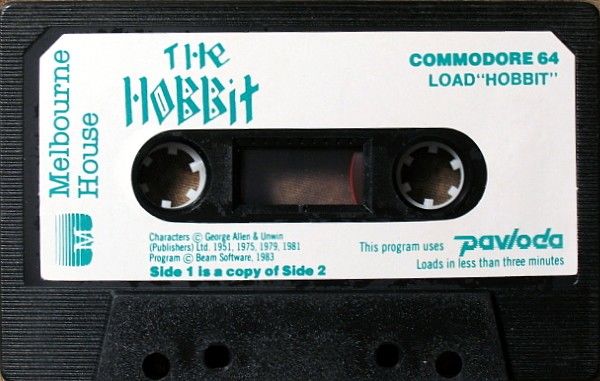 Melbourne
House
M
THE
HOBBit
COMMODORE 64
LOAD"HOBBIT"
Characters © George Allen & Unwin
(Publishers) Ltd. 1951, 1975, 1979, 1981
Program © Beam Software, 1983
Side 1 is a copy of Side 2
This program uses pavloda
Loads in less than three minutes